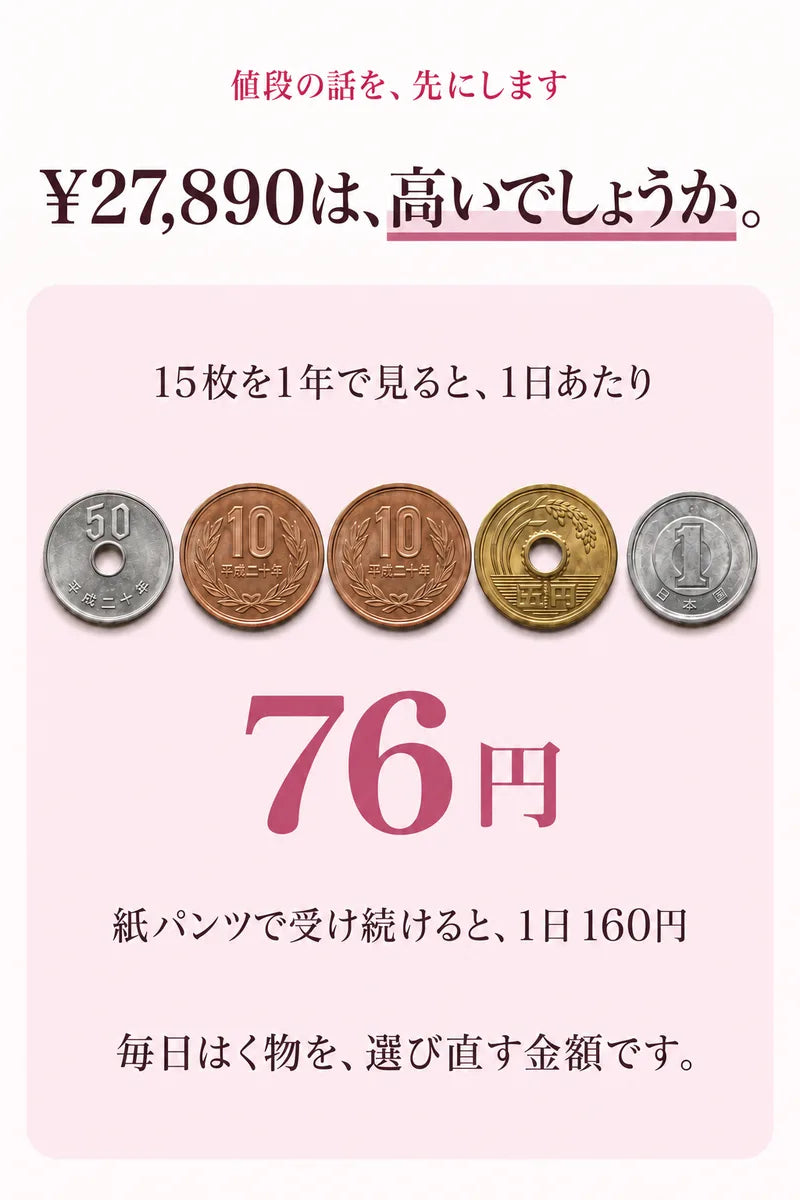 値段の話を、先にします
¥27,890は、高いでしょうか。
15枚を1年で見ると、1日あたり
50
平成二十年
10
平成二十年
10
平成二十年
五円
1
日本国
76円
紙パンツで受け続けると、1日160円
毎日はく物を、選び直す金額です。